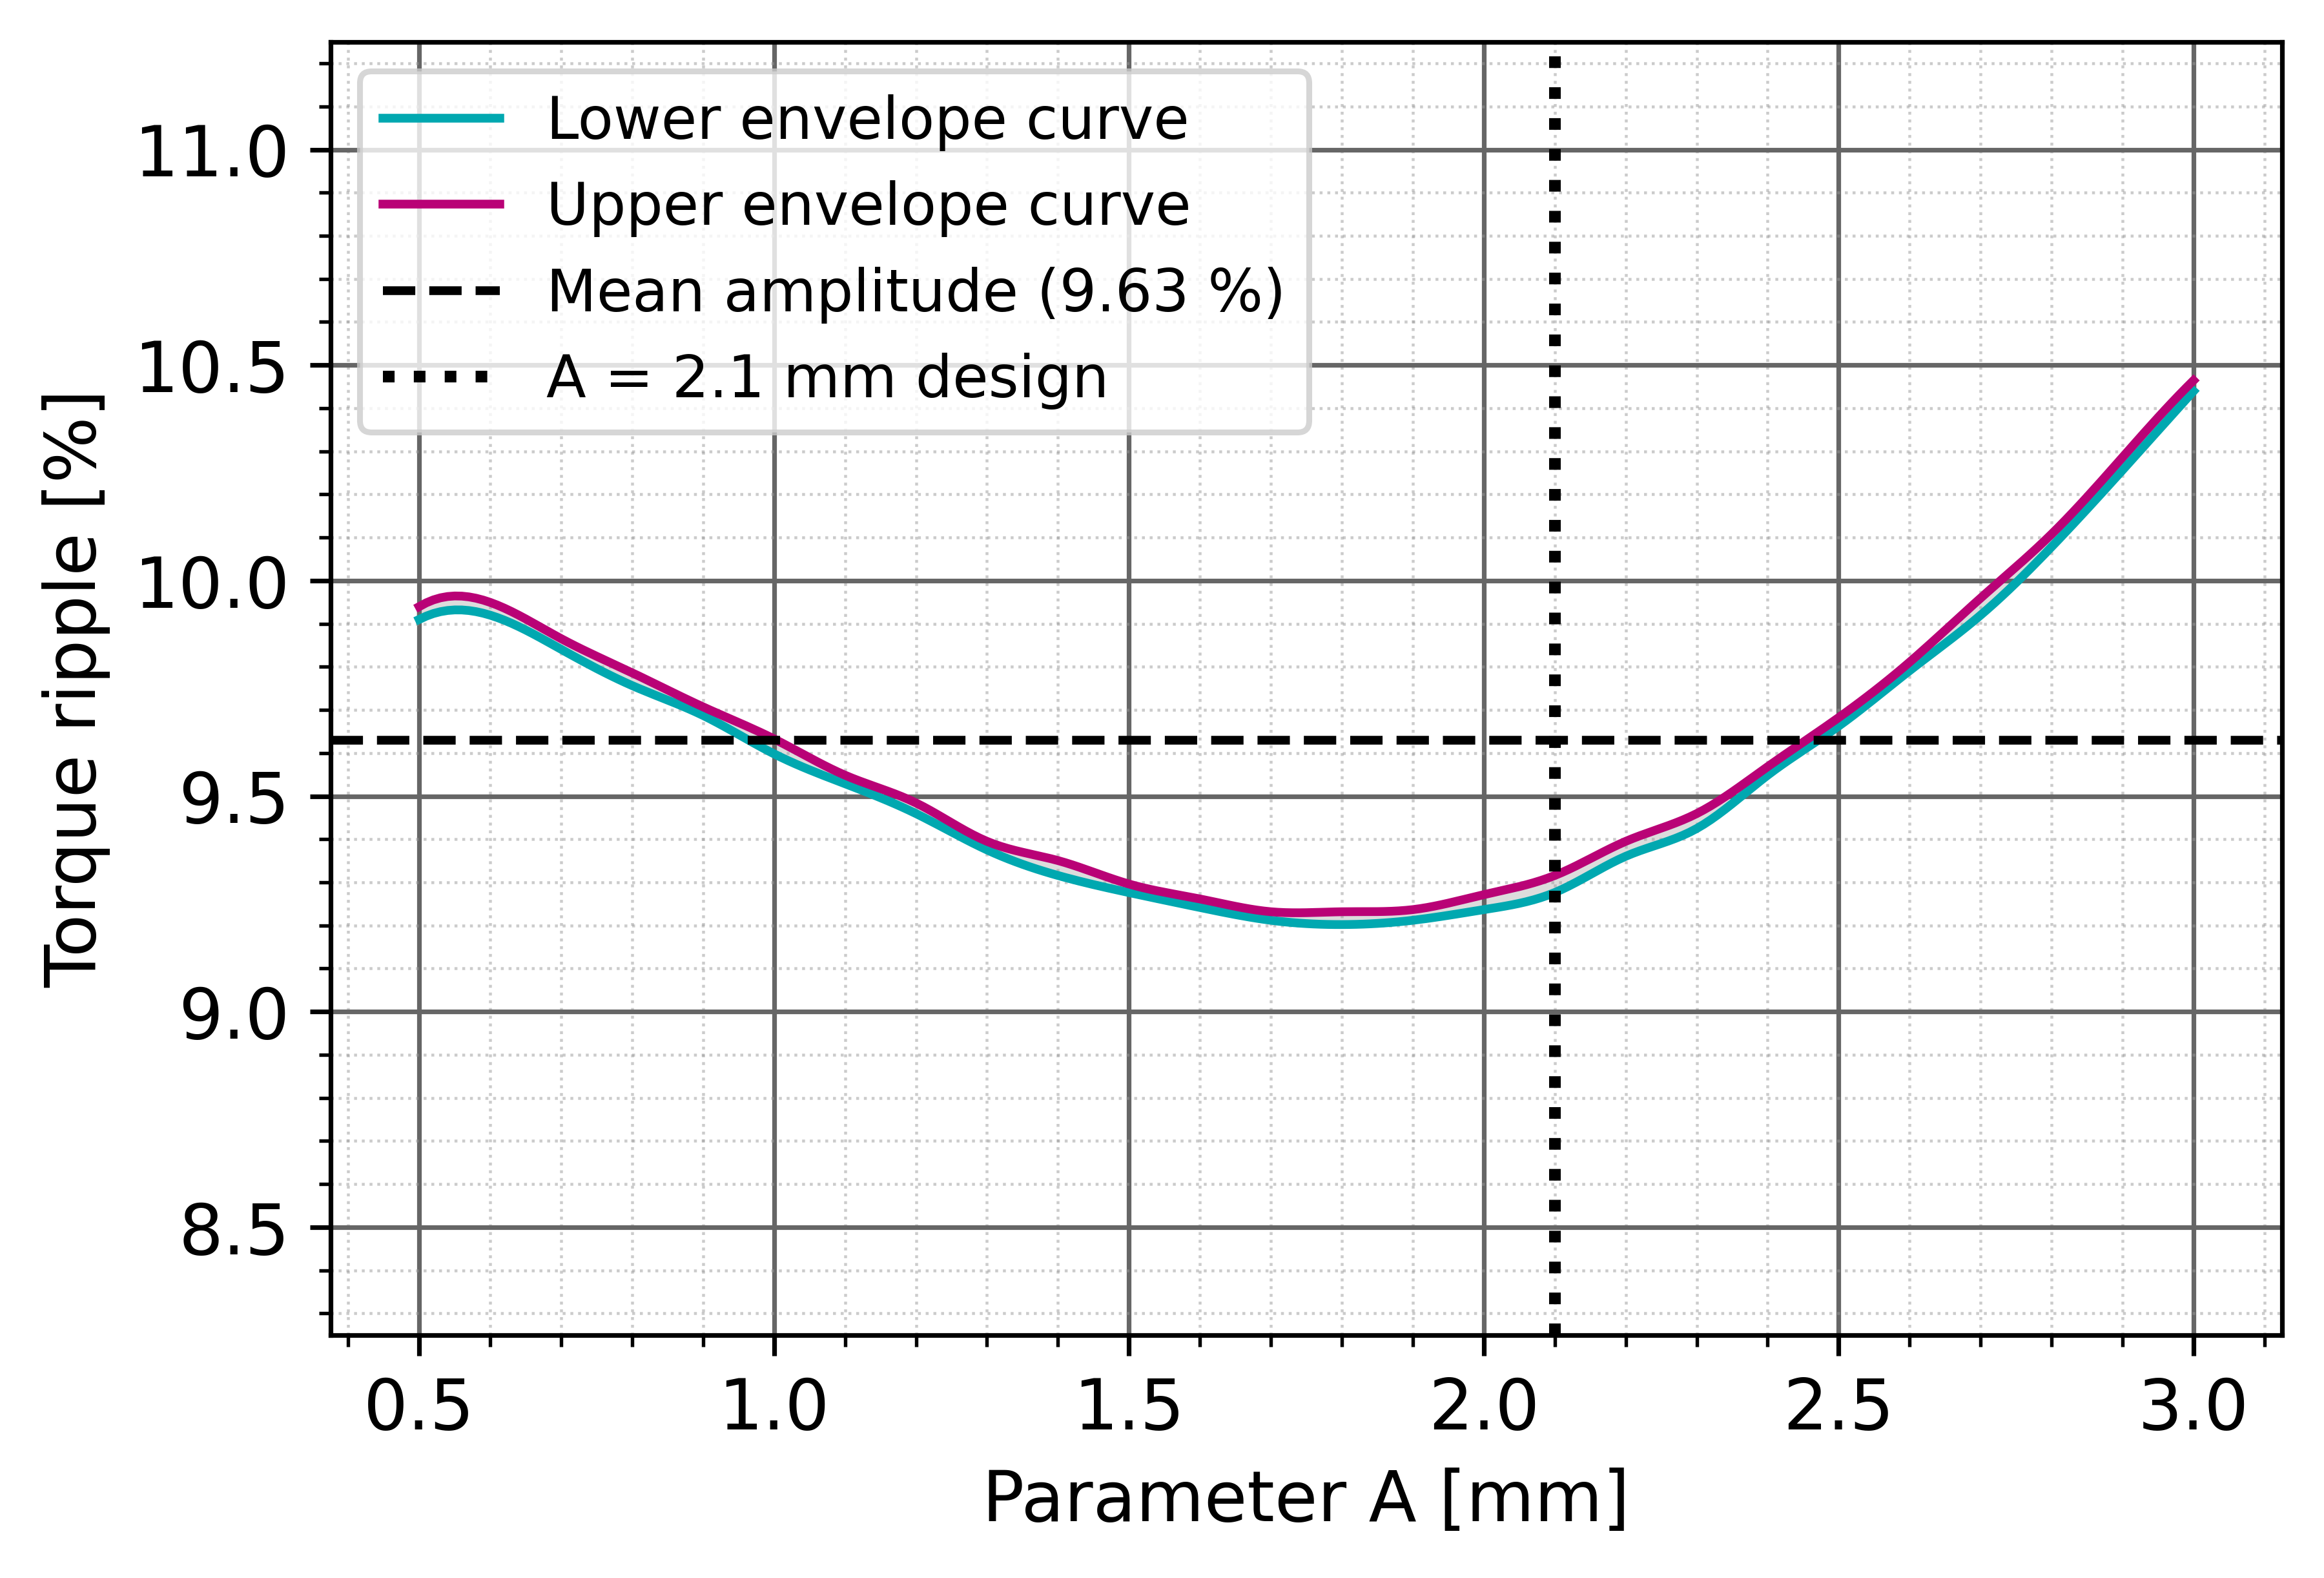 Lower envelope curve
Upper envelope curve
Mean amplitude (9.63 %)
A = 2.1 mm design
Torque ripple [%]
11.0
10.5
10.0
9.5
9.0
8.5
0.5 1.0 1.5 2.0 2.5 3.0
Parameter A [mm]